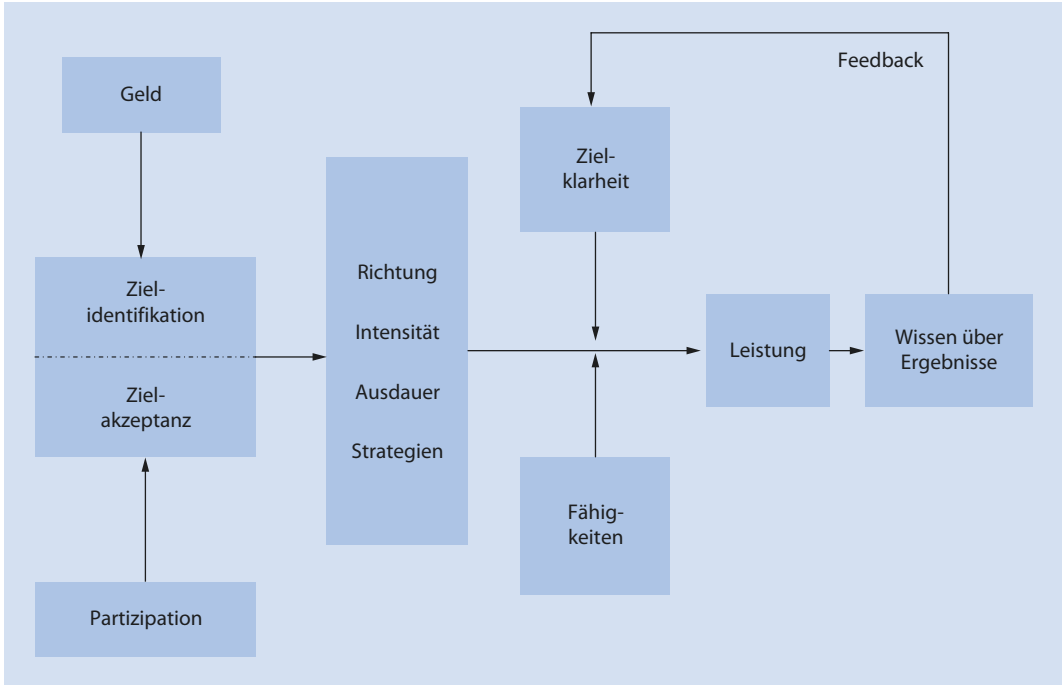 Geld
Ziel-
identifikation
Ziel-
akzeptanz
Partizipation
Richtung
Intensität
Ausdauer
Strategien
Ziel-
klarheit
Fähig-
keiten
Leistung
Wissen über
Ergebnisse
Feedback